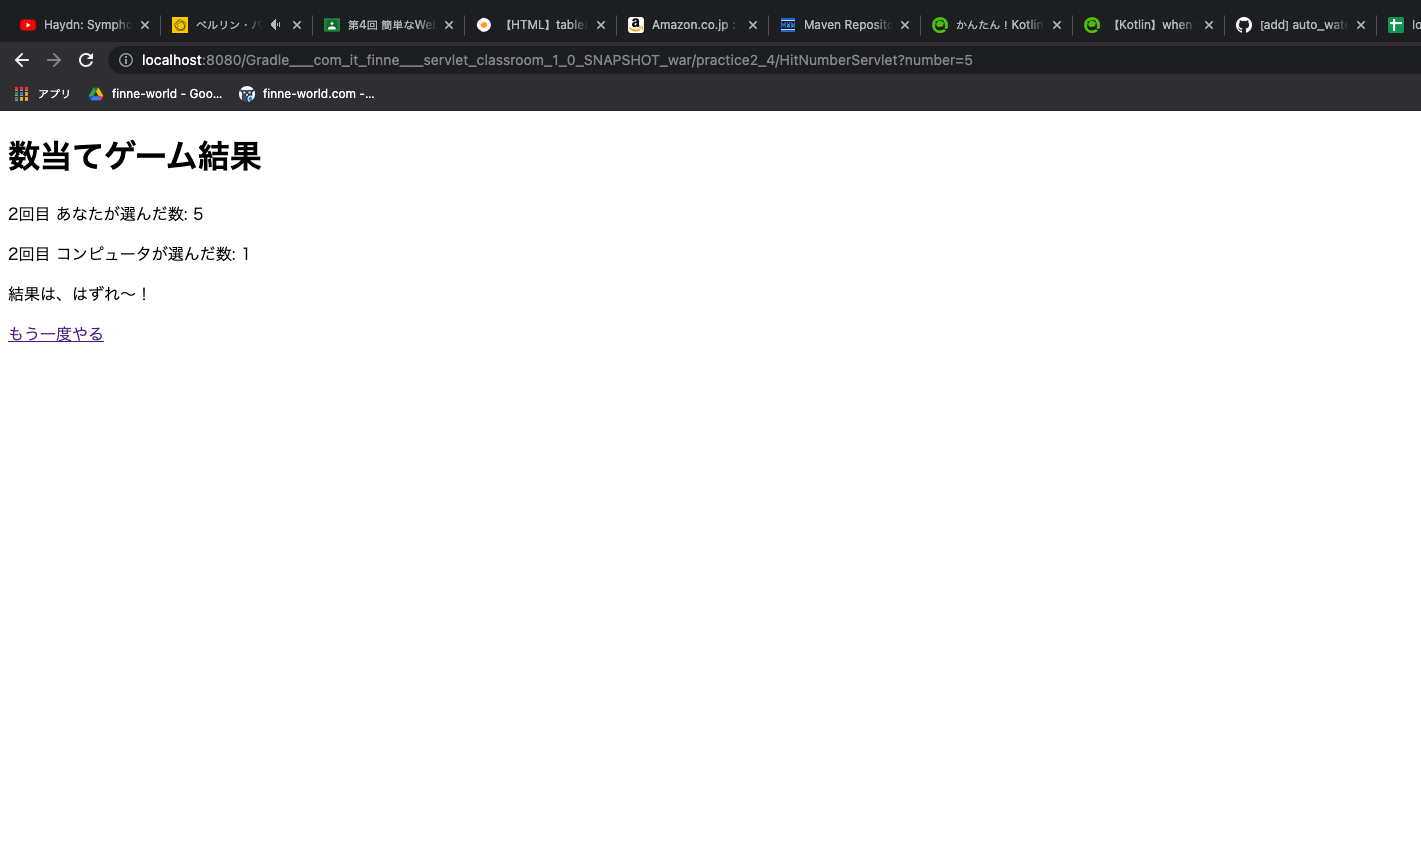 Haydn: Sympho
ベルリン・パ
第4回 簡単なWeb
【HTML】table
Amazon.co.jp :
Maven Reposito
かんたん！Kotlin
【Kotlin】when
[add] auto_wate
lo
localhost:8080/Gradle___com_it_finne___servlet_classroom_1_0_SNAPSHOT_war/practice2_4/HitNumberServlet?number=5
アプリ finne-world - Goo... finne-world.com -...
数当てゲーム結果
2回目 あなたが選んだ数: 5
2回目 コンピュータが選んだ数: 1
結果は、はずれ〜！
もう一度やる